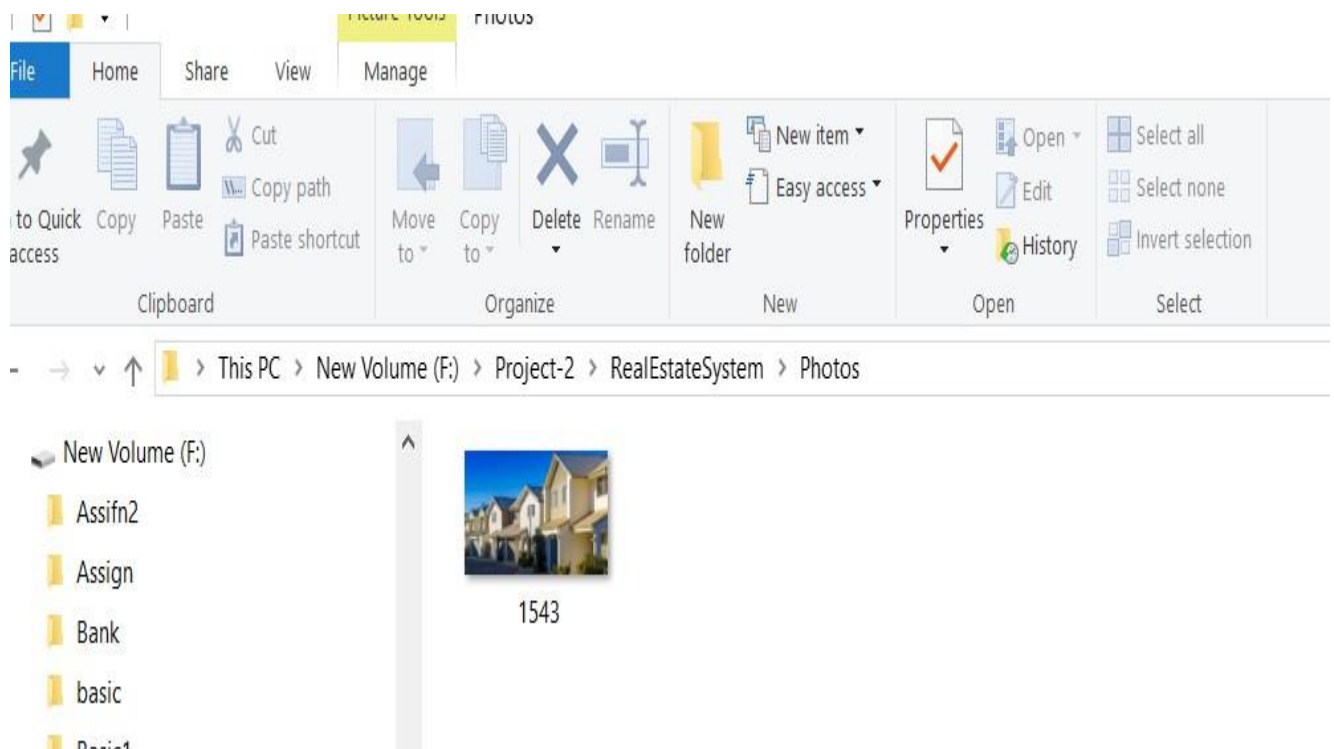 Picture Tools Photos
File Home Share View Manage
to Quick access
Copy
Paste
Cut
Copy path
Paste shortcut
Clipboard
Move to
Copy to
Delete
Rename
Organize
New folder
New item
Easy access
New
Properties
Open
Edit
History
Open
Select all
Select none
Invert selection
Select
This PC > New Volume (F:) > Project-2 > RealEstateSystem > Photos
New Volume (F:)
Assifn2
Assign
Bank
basic
Basic1
1543